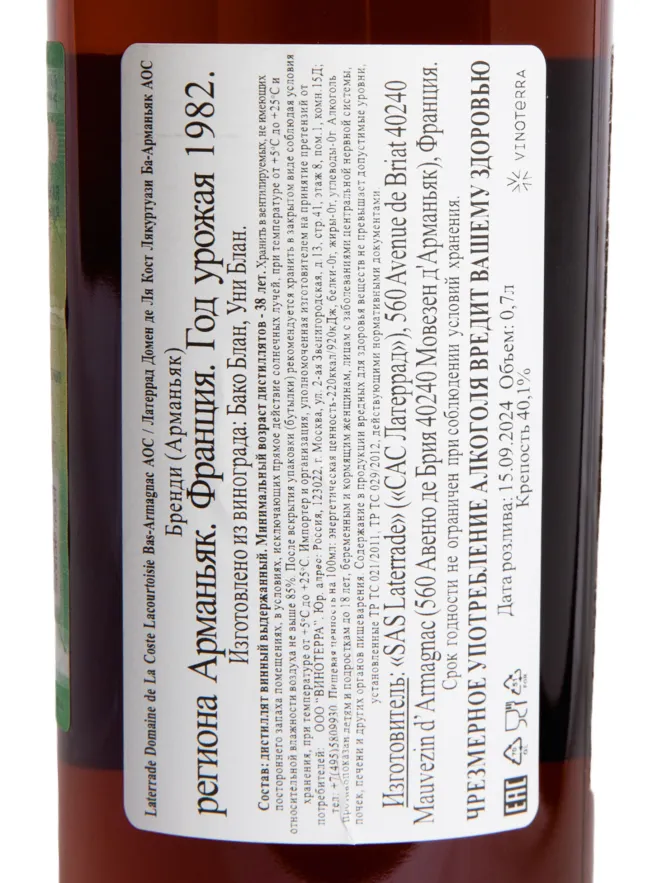 Laterrade Domaine de La Coste Lacourtoisie Bas-Armagnac AOC / Латеррад Домен де Ля Кост Лякуртуази Ба-Арманьяк АОС
Бренди (Арманьяк)
региона Арманьяк. Франция. Год урожая 1982.
Изготовлено из винограда: Бако Блан, Уни Блан.
Состав: дистиллят винный выдержанный. Минимальный возраст дистиллятов - 38 лет. Хранить в вентилируемых, не имеющих
постороннего запаха помещениях, в условиях, исключающих прямое действие солнечных лучей, при температуре от +5°С до +25°С и
относительной влажности воздуха не выше 85%. После вскрытия упаковки (бутылки) рекомендуется хранить в закрытом виде соблюдая условия
хранения, при температуре от +5°С до +25°С. Импортер и организация, уполномоченная изготовителем на принятие претензий от
потребителей: ООО "ВИНОТЕРРА". Юр. адрес: Россия, 123022, г. Москва, ул. 2-ая Звенигородская, д. 13, стр.41, этаж 8, пом.1, комн.15Д;
тел. +7(495)5809930. Пищевая ценность на 100мл: энергетическая ценность-220ккал/920кДж, белки-0г, жиры-0г, углеводы-0г. Алкоголь
противопоказан детям и подросткам до 18 лет, беременным и кормящим женщинам, лицам с заболеваниями центральной нервной системы,
почек, печени и других органов пищеварения. Содержание в продукции вредных для здоровья веществ не превышает допустимые уровни,
установленные ТР ТС 021/2011, ТР ТС 029/2012, действующими нормативными документами
Изготовитель: «SAS Laterrade» («САС Латеррад»), 560 Avenue de Briat 40240
Mauvezin d' Armagnac (560 Авеню де Брия 40240 Мовезен д'Арманьяк), Франция.
Срок годности не ограничен при соблюдении условий хранения.
ЧРЕЗМЕРНОЕ УПОТРЕБЛЕНИЕ АЛКОГОЛЯ ВРЕДИТ ВАШЕМУ ЗДОРОВЬЮ
Дата розлива: 15.09.2024 Объем: 0,7л
Крепость 40,1%
EAC
VINOTERRA